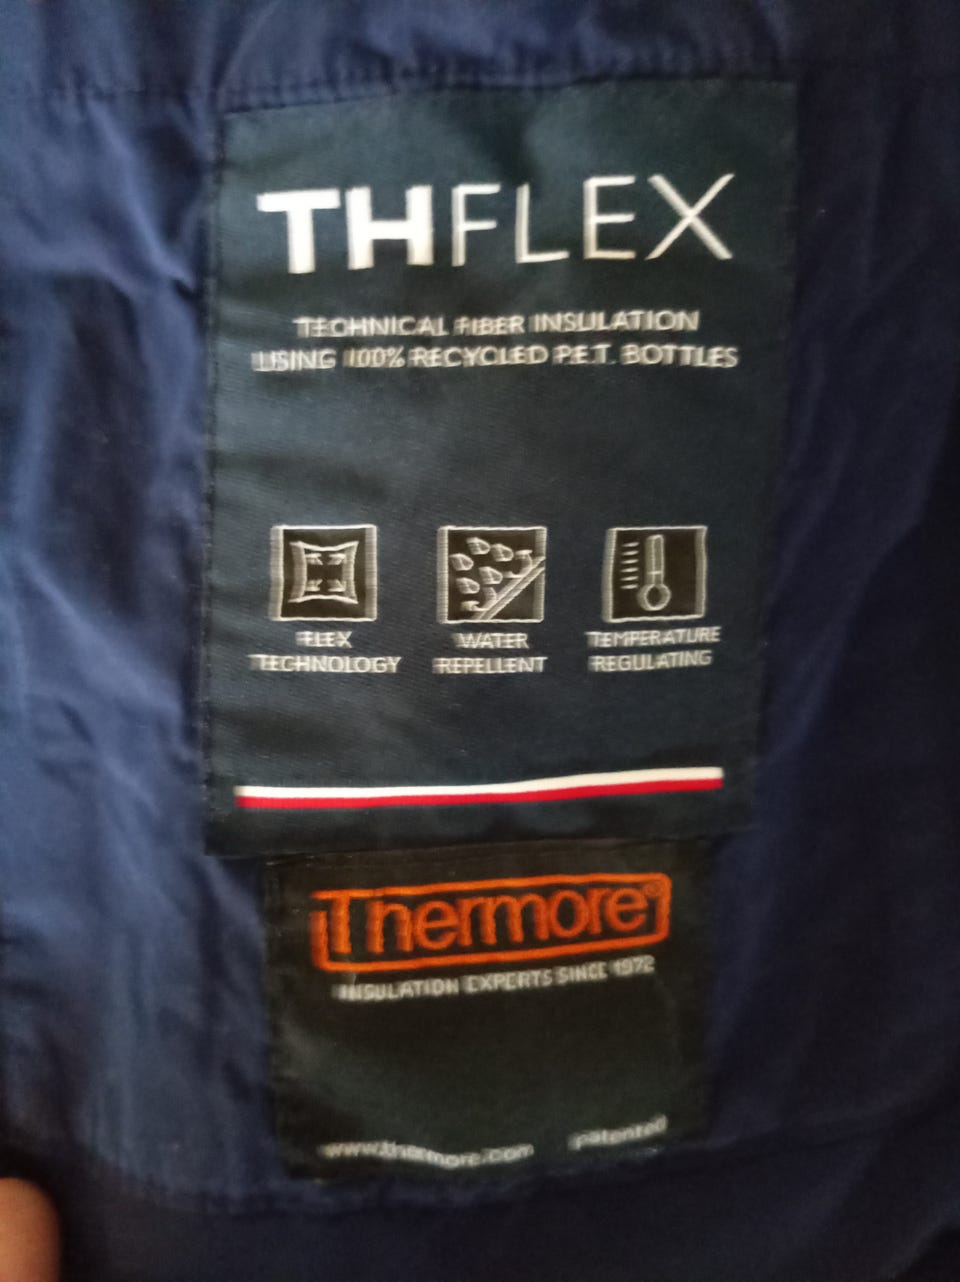 THFLEX
TECHNICAL FIBER INSULATION
USING 100% RECYCLED P.E.T. BOTTLES
FLEX
TECHNOLOGY
WATER
REPELLENT
TEMPERATURE
REGULATING
Thermore®
INSULATION EXPERTS SINCE 1972
www.thermore.com patented